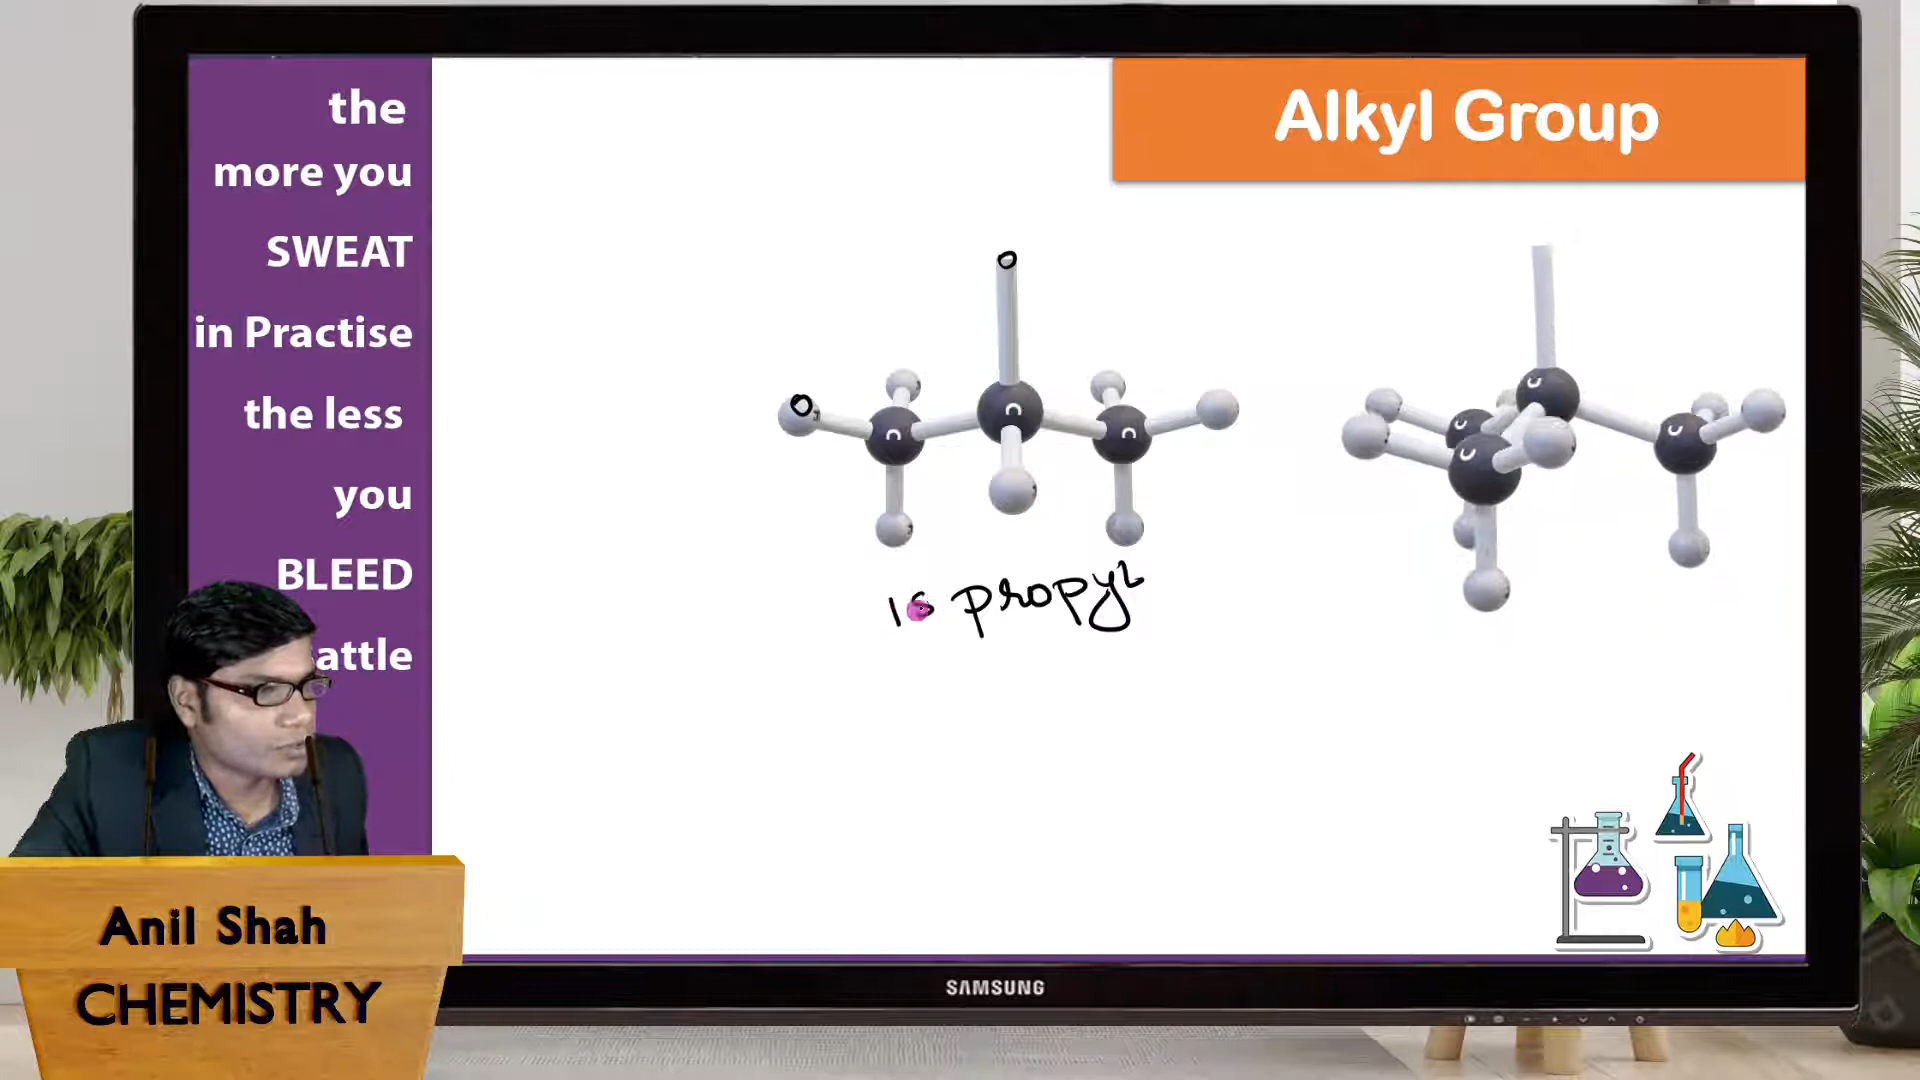 the
more you
SWEAT
in Practise
the less
you
BLEED
attle
Alkyl Group
propyl
Anil Shah
CHEMISTRY
SAMSUNG